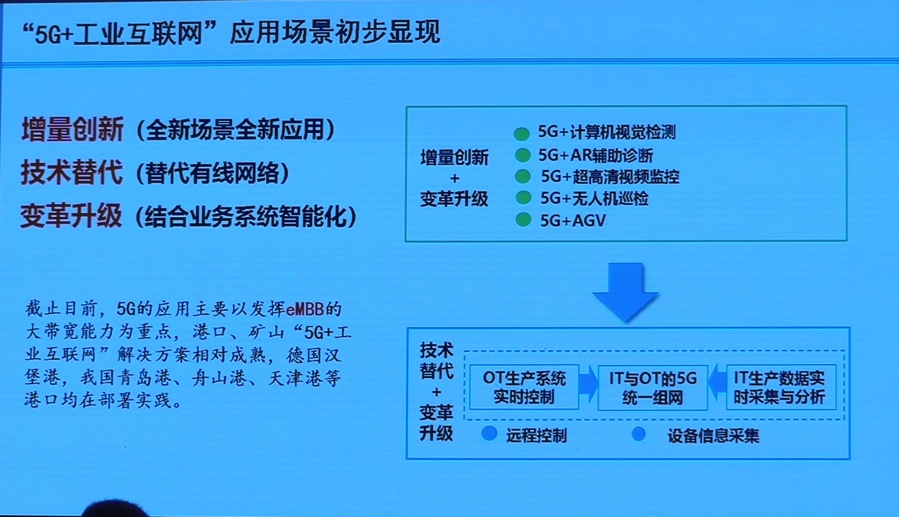 “5G+工业互联网”应用场景初步显现
增量创新（全新场景全新应用）
技术替代（替代有线网络）
变革升级（结合业务系统智能化）
截止目前，5G的应用主要以发挥eMBB的
大带宽能力为重点，港口、矿山“5G+工
业互联网”解决方案相对成熟，德国汉
堡港，我国青岛港、舟山港、天津港等
港口均在部署实践。
增量创新
+
变革升级
5G+计算机视觉检测
5G+AR辅助诊断
5G+超高清视频监控
5G+无人机巡检
5G+AGV
技术
替代
+
变革
升级
OT生产系统
实时控制
IT与OT的5G
统一组网
IT生产数据实
时采集与分析
远程控制
设备信息采集